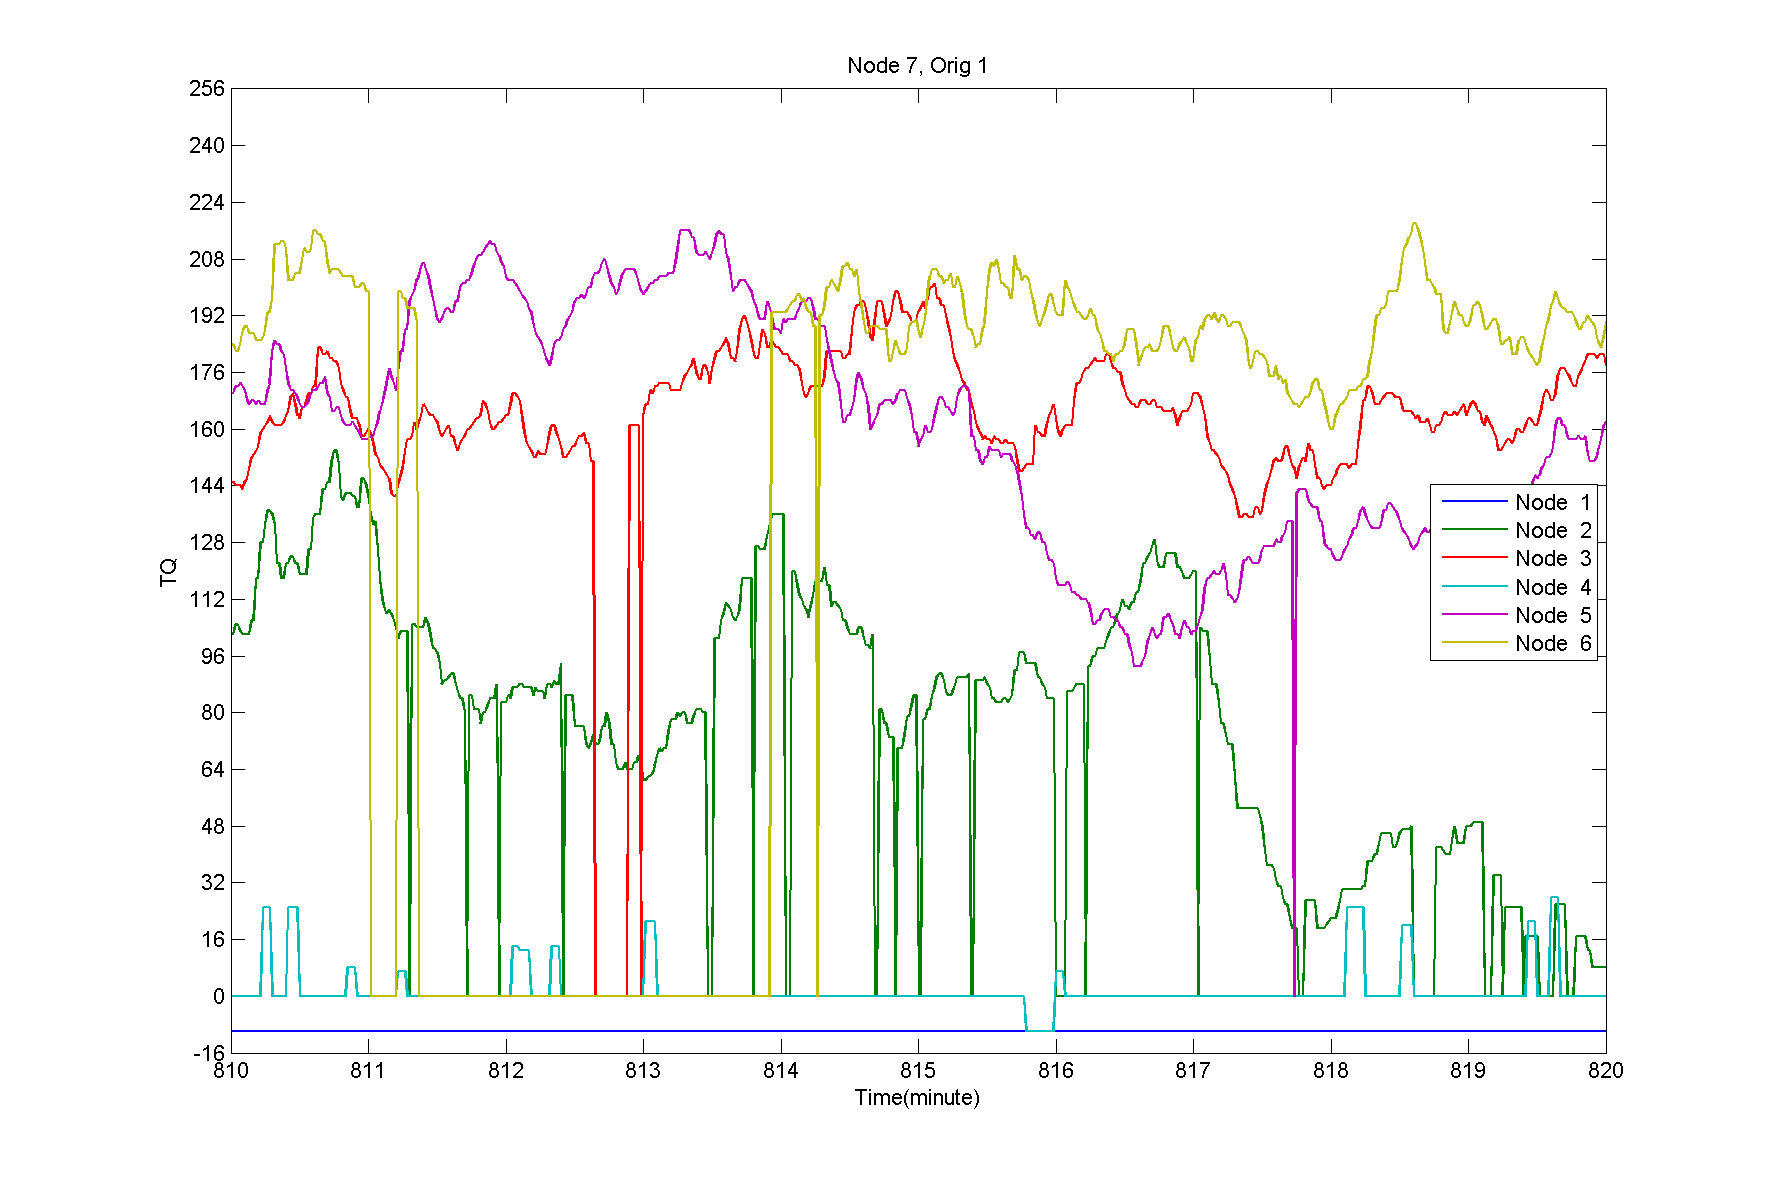 Node 7, Orig 1
256
240
224
208
192
176
160
144
128
112
96
80
64
48
32
16
0
-16
TQ
Node 1
Node 2
Node 3
Node 4
Node 5
Node 6
810 811 812 813 814 815 816 817 818 819 820
Time(minute)